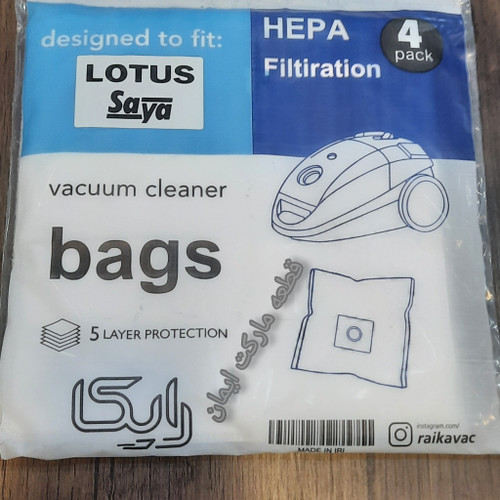 designed to fit:
LOTUS
Saya
HEPA
Filtiration
4
pack
vacuum cleaner
bags
5 LAYER PROTECTION
قطعه مارکت ایمان
رایکا
MADE IN IRI
instagram.com/
raikavac